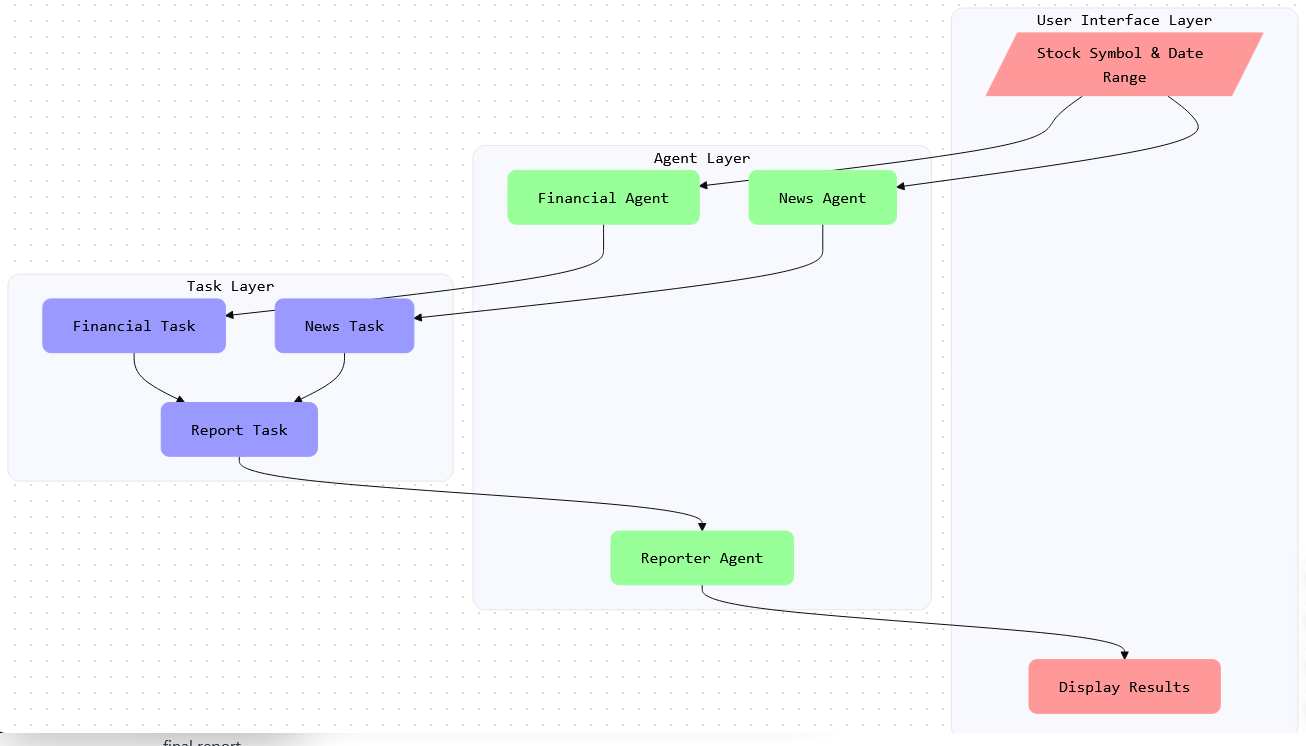 User Interface Layer
Stock Symbol & Date
Range
Agent Layer
Financial Agent
News Agent
Task Layer
Financial Task
News Task
Report Task
Reporter Agent
Display Results
final report